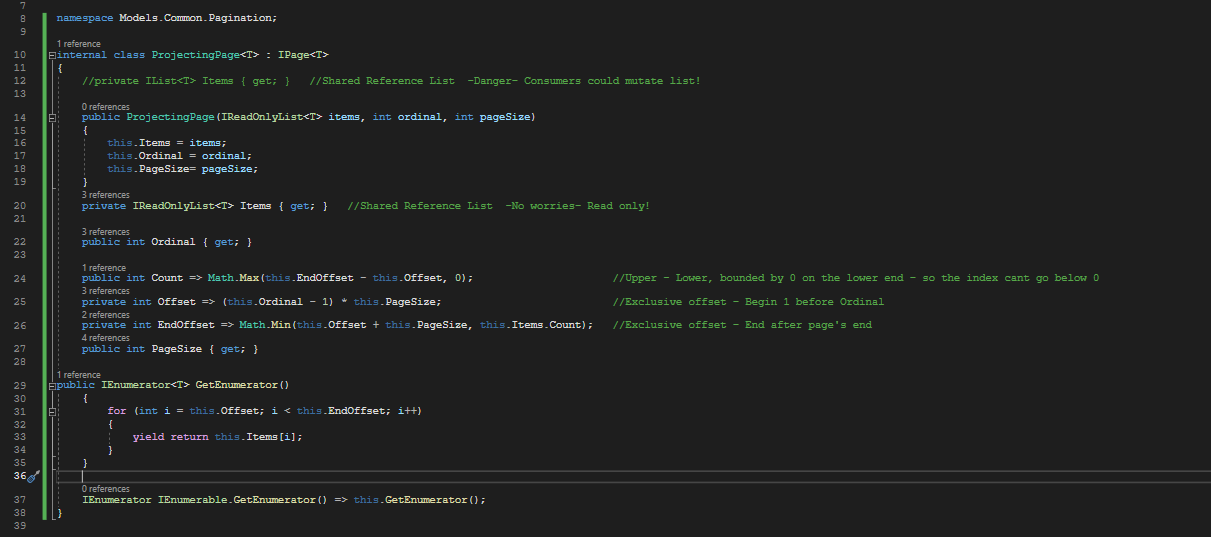 7
8 namespace Models.Common.Pagination;
9
1 reference
10 internal class ProjectingPage<T> : IPage<T>
11 {
12 //private IList<T> Items { get; } //Shared Reference List -Danger- Consumers could mutate list!
13
0 references
14 public ProjectingPage(IReadOnlyList<T> items, int ordinal, int pageSize)
15 {
16 this.Items = items;
17 this.Ordinal = ordinal;
18 this.PageSize= pageSize;
19 }
3 references
20 private IReadOnlyList<T> Items { get; } //Shared Reference List -No worries- Read only!
21
3 references
22 public int Ordinal { get; }
23
1 reference
24 public int Count => Math.Max(this.EndOffset - this.Offset, 0); //Upper - Lower, bounded by 0 on the lower end - so the index cant go below 0
3 references
25 private int Offset => (this.Ordinal - 1) * this.PageSize; //Exclusive offset - Begin 1 before Ordinal
2 references
26 private int EndOffset => Math.Min(this.Offset + this.PageSize, this.Items.Count); //Exclusive offset - End after page's end
4 references
27 public int PageSize { get; }
28
1 reference
29 public IEnumerator<T> GetEnumerator()
30 {
31 for (int i = this.Offset; i < this.EndOffset; i++)
32 {
33 yield return this.Items[i];
34 }
35 }
36
0 references
37 IEnumerator IEnumerable.GetEnumerator() => this.GetEnumerator();
38 }
39